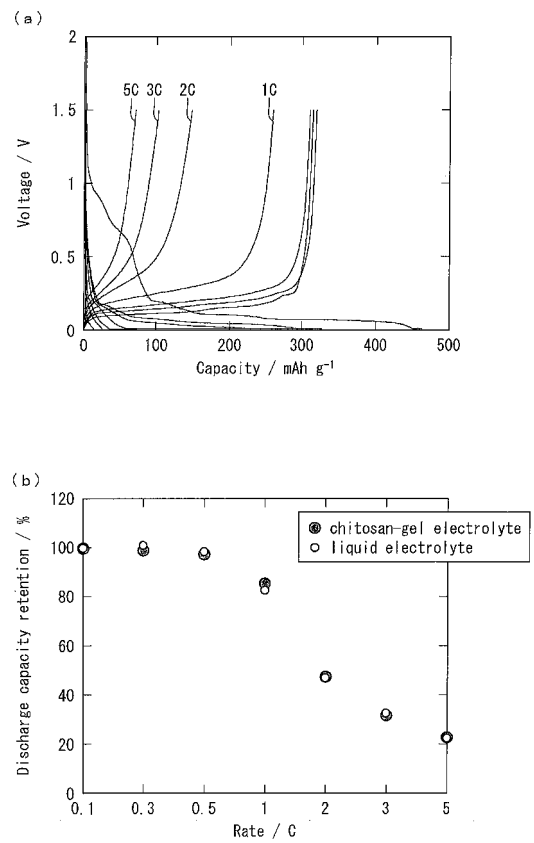 (a)
2
1.5
1
0.5
0
Voltage / V
5C 3C 2C 1C
0 100 200 300 400 500
Capacity / mAh g⁻¹
(b)
120
100
80
60
40
20
0
Discharge capacity retention / %
chitosan-gel electrolyte
liquid electrolyte
0.1 0.3 0.5 1 2 3 5
Rate / C